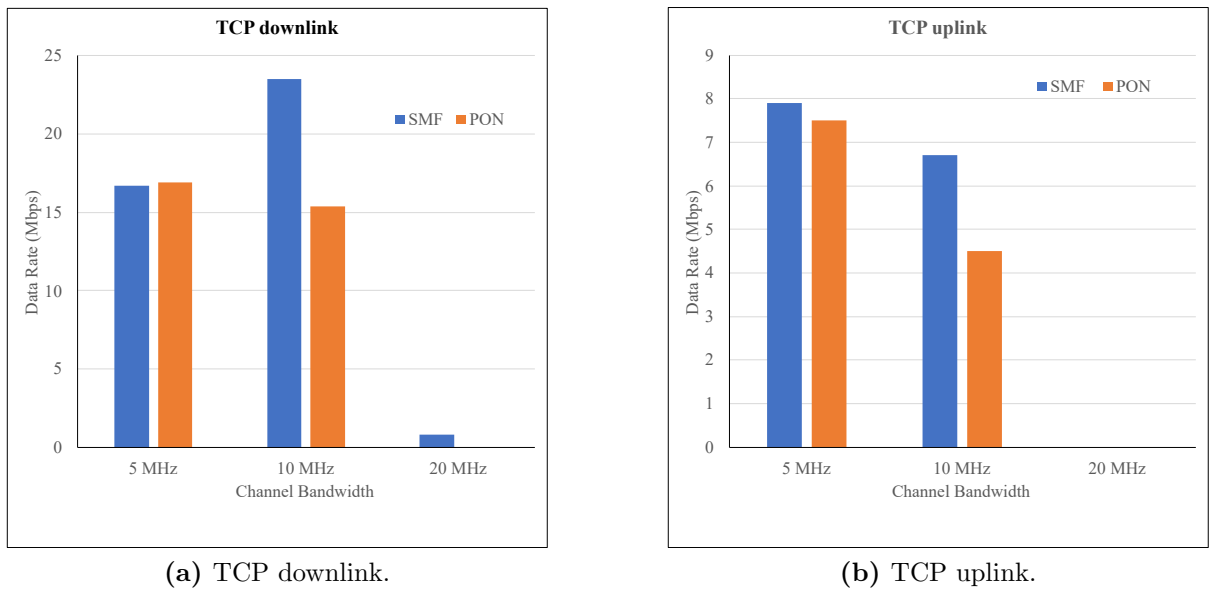 TCP downlink
25
20
15
10
5
0
Data Rate (Mbps)
SMF PON
5 MHz 10 MHz 20 MHz
Channel Bandwidth
(a) TCP downlink.
TCP uplink
9
8
7
6
5
4
3
2
1
0
Data Rate (Mbps)
SMF PON
5 MHz 10 MHz 20 MHz
Channel Bandwidth
(b) TCP uplink.